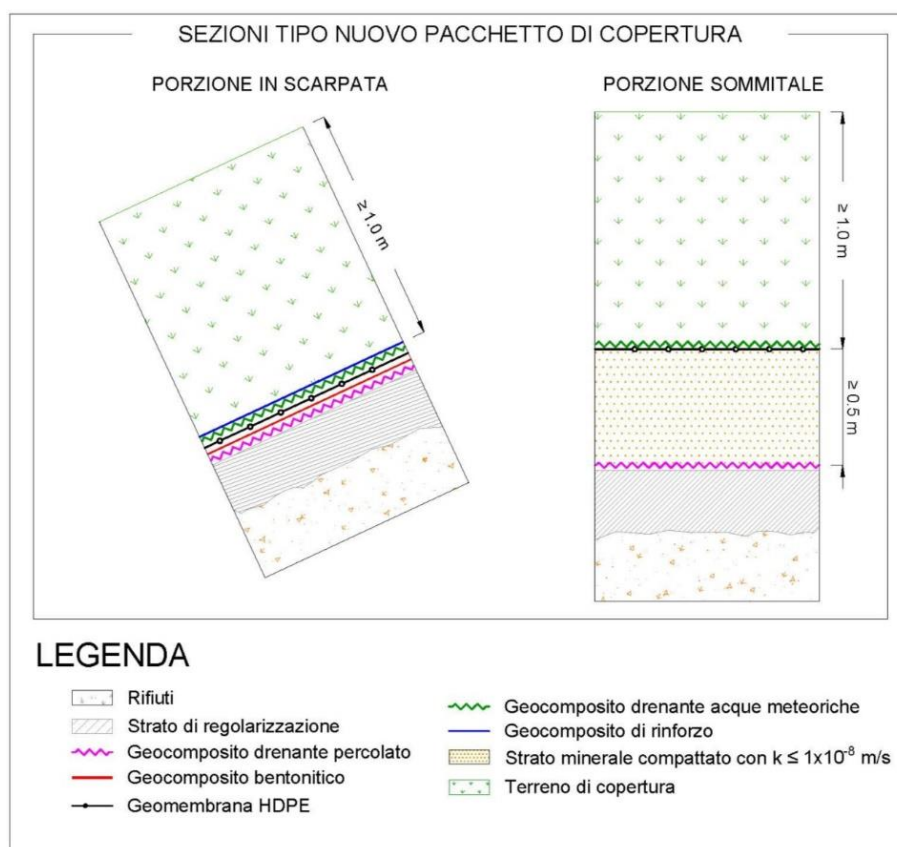 SEZIONI TIPO NUOVO PACCHETTO DI COPERTURA
PORZIONE IN SCARPATA
PORZIONE SOMMITALE
≥ 1.0 m
≥ 1.0 m
≥ 0.5 m
LEGENDA
Rifiuti
Strato di regolarizzazione
Geocomposito drenante percolato
Geocomposito bentonitico
Geomembrana HDPE
Geocomposito drenante acque meteoriche
Geocomposito di rinforzo
Strato minerale compattato con k ≤ 1x10⁻⁸ m/s
Terreno di copertura